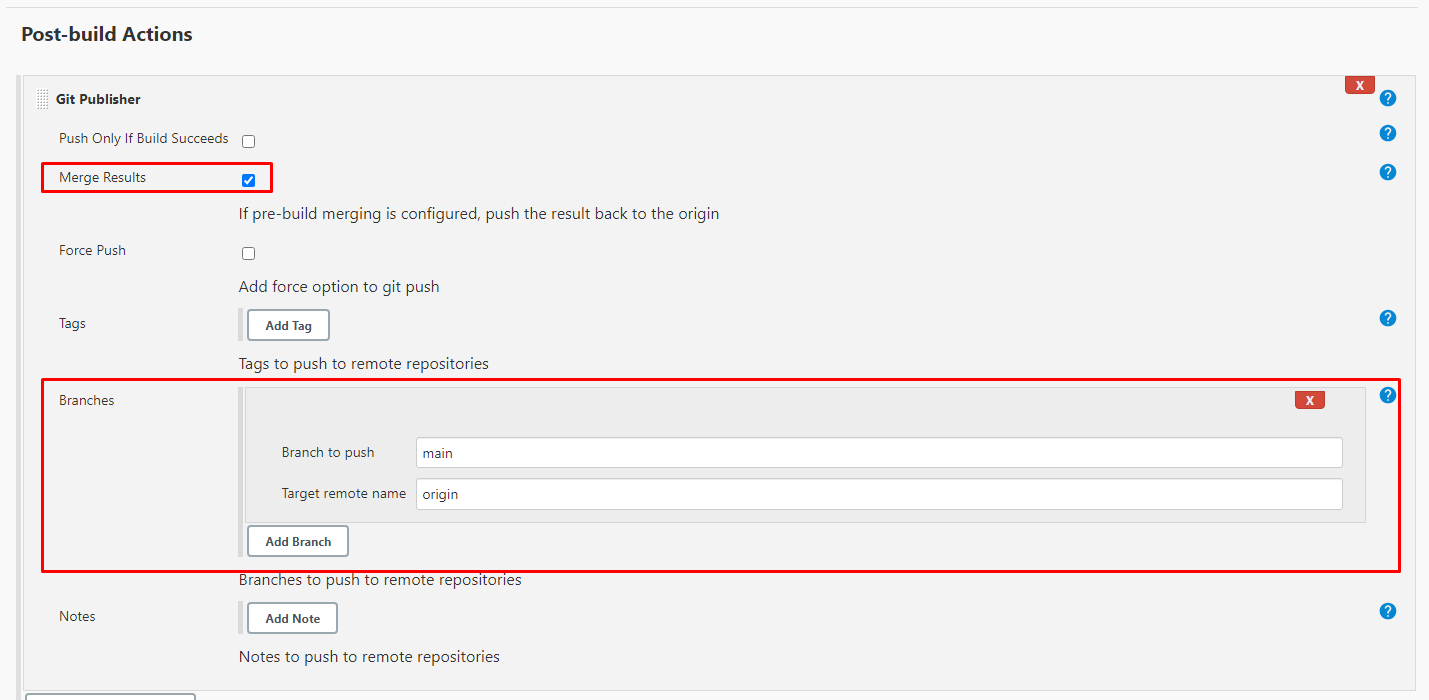 Post-build Actions
X
Git Publisher
?
Push Only If Build Succeeds
?
Merge Results
?
If pre-build merging is configured, push the result back to the origin
Force Push
Add force option to git push
Tags
Add Tag
?
Tags to push to remote repositories
Branches
X
?
Branch to push
main
Target remote name
origin
Add Branch
Branches to push to remote repositories
Notes
Add Note
?
Notes to push to remote repositories